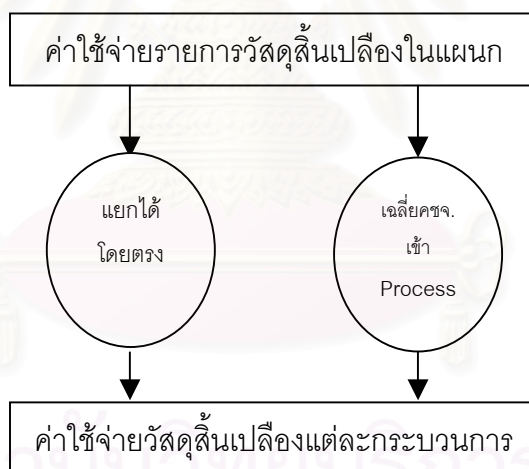 ค่าใช้จ่ายรายการวัสดุสิ้นเปลืองในแผนก
แยกได้
โดยตรง
เฉลี่ยคชจ.
เข้า
Process
ค่าใช้จ่ายวัสดุสิ้นเปลืองแต่ละกระบวนการ